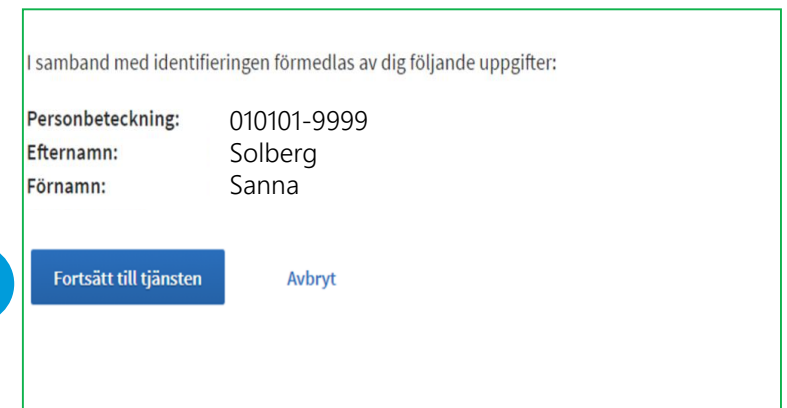 I samband med identifieringen förmedlas av dig följande uppgifter:
Personbeteckning: 010101-9999
Efternamn: Solberg
Förnamn: Sanna
Fortsätt till tjänsten Avbryt